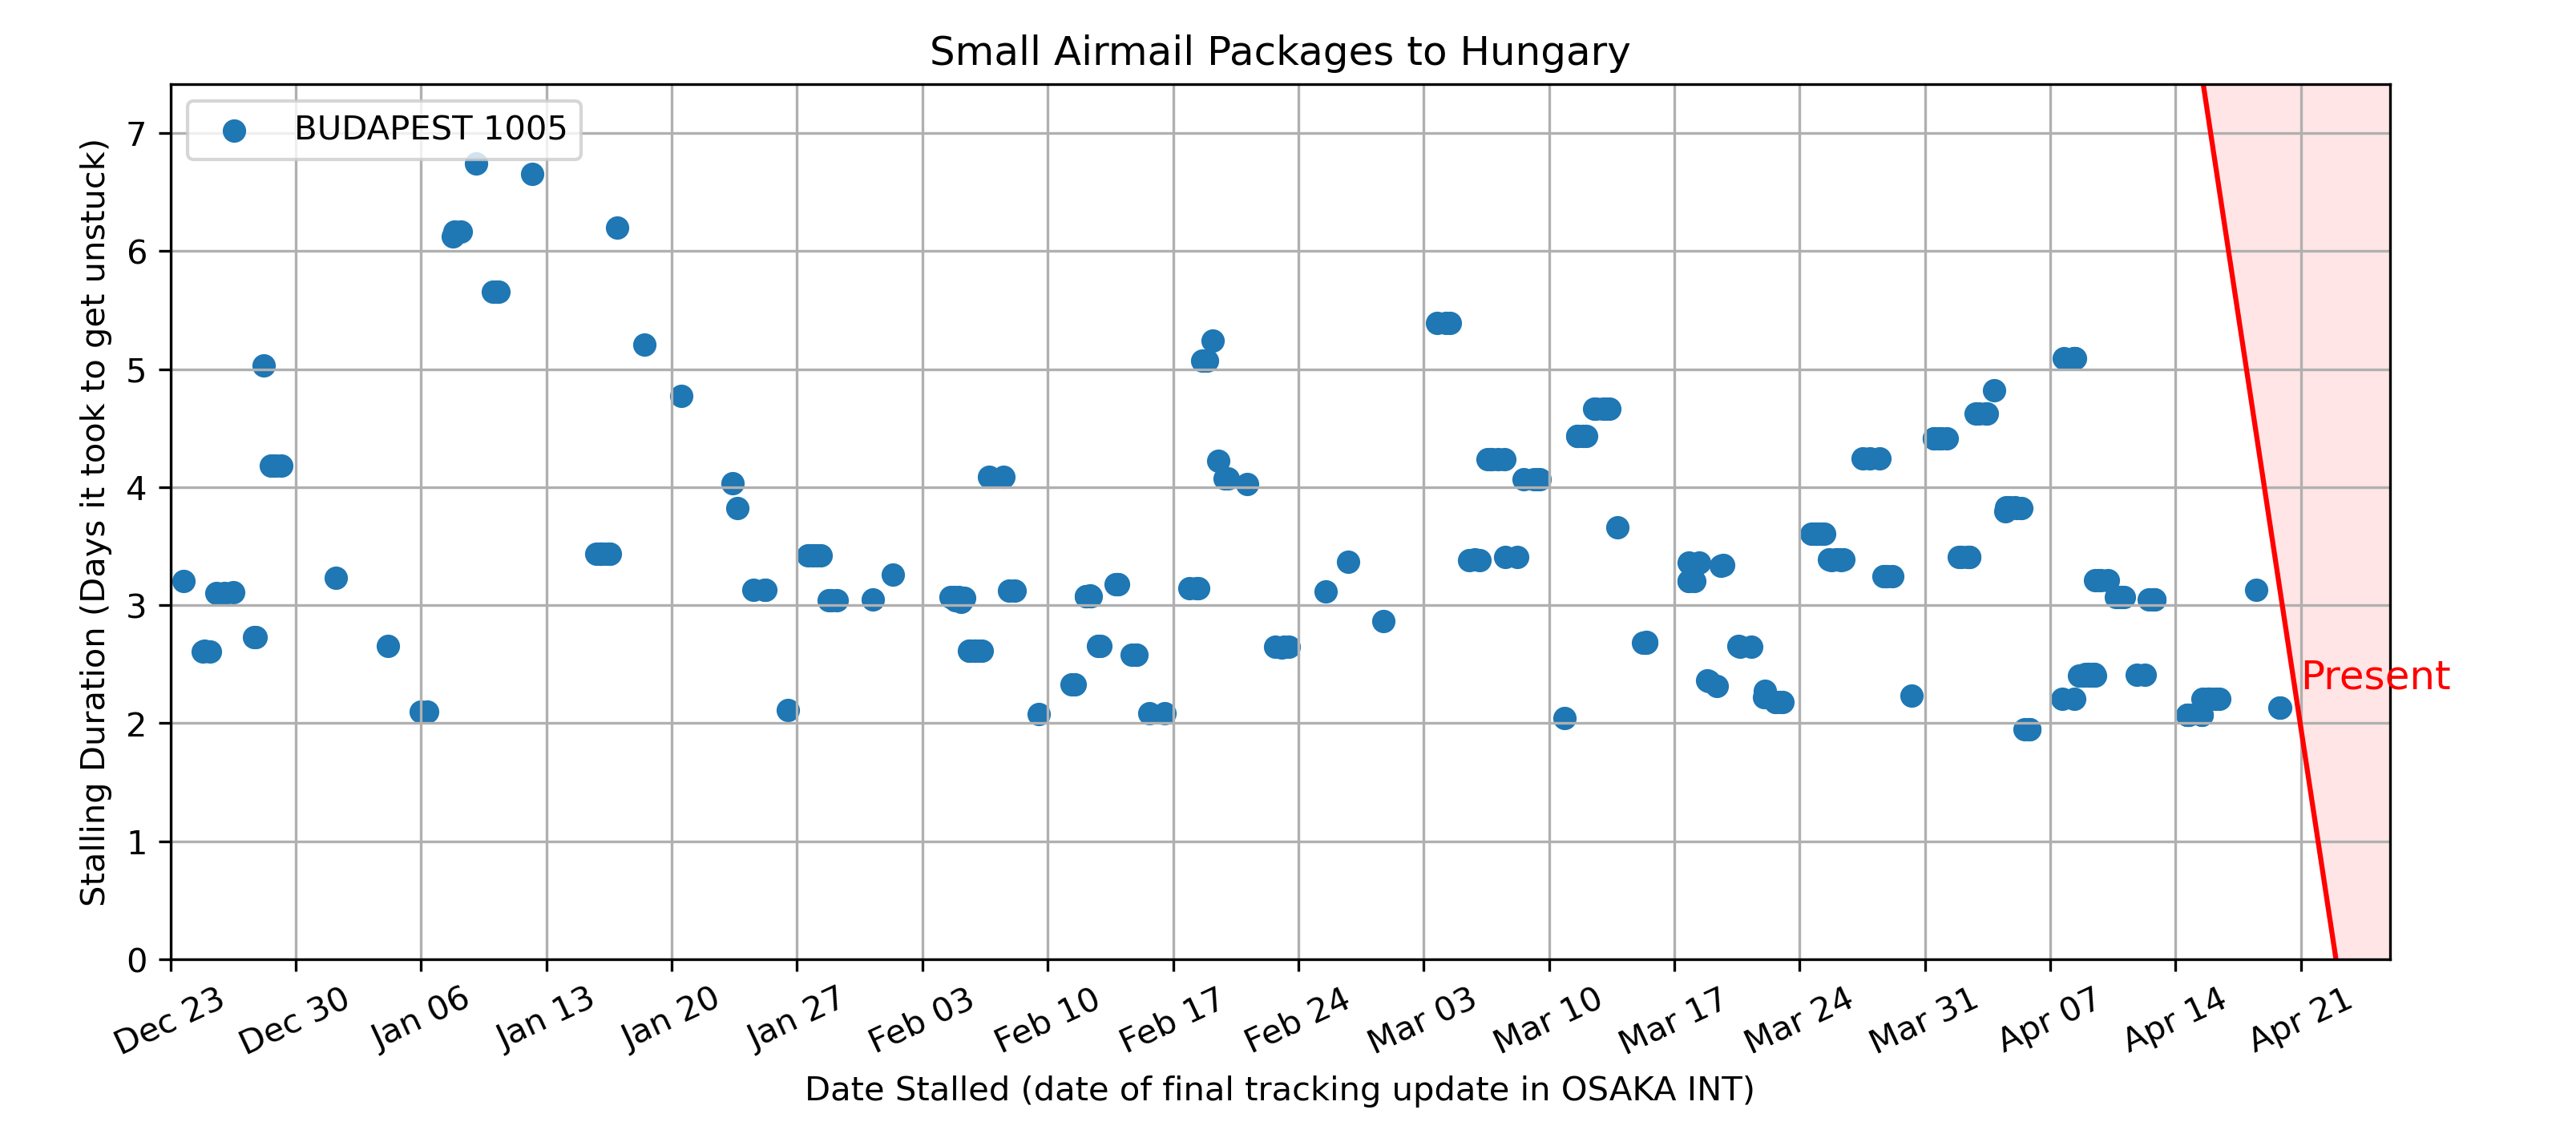 Small Airmail Packages to Hungary
BUDAPEST 1005
Stalling Duration (Days it took to get unstuck)
7
6
5
4
3
2
1
0
Present
Dec 23
Dec 30
Jan 06
Jan 13
Jan 20
Jan 27
Feb 03
Feb 10
Feb 17
Feb 24
Mar 03
Mar 10
Mar 17
Mar 24
Mar 31
Apr 07
Apr 14
Apr 21
Date Stalled (date of final tracking update in OSAKA INT)